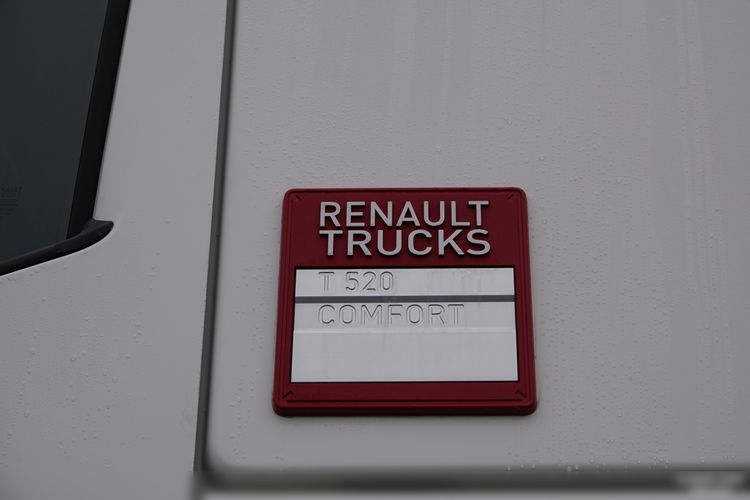 RENAULT
TRUCKS
T 520
COMFORT